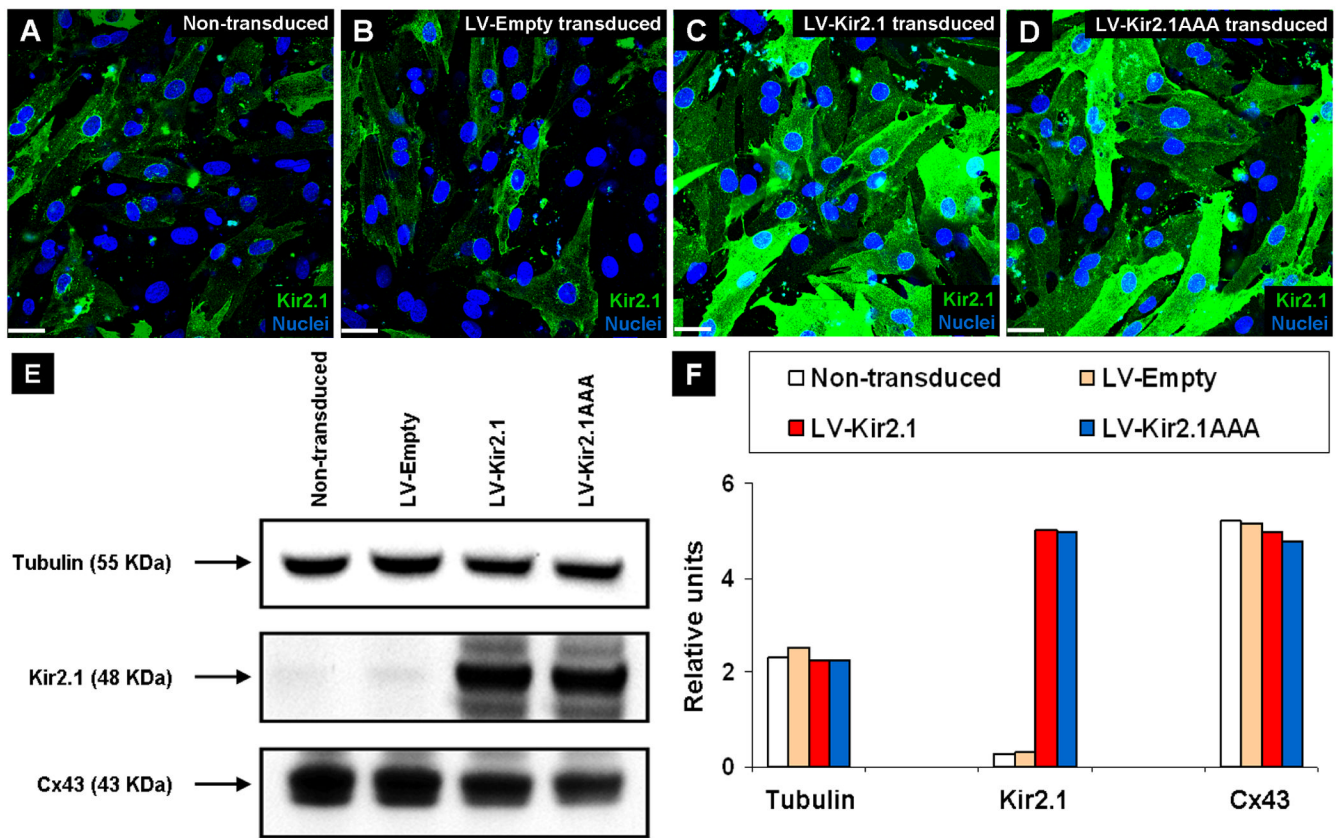 A
Non-transduced
Kir2.1
Nuclei
B
LV-Empty transduced
Kir2.1
Nuclei
C
LV-Kir2.1 transduced
Kir2.1
Nuclei
D
LV-Kir2.1AAA transduced
Kir2.1
Nuclei
E
Non-transduced
LV-Empty
LV-Kir2.1
LV-Kir2.1AAA
Tubulin (55 KDa)
Kir2.1 (48 KDa)
Cx43 (43 KDa)
F
Non-transduced
LV-Empty
LV-Kir2.1
LV-Kir2.1AAA
Relative units
6
4
2
0
Tubulin
Kir2.1
Cx43